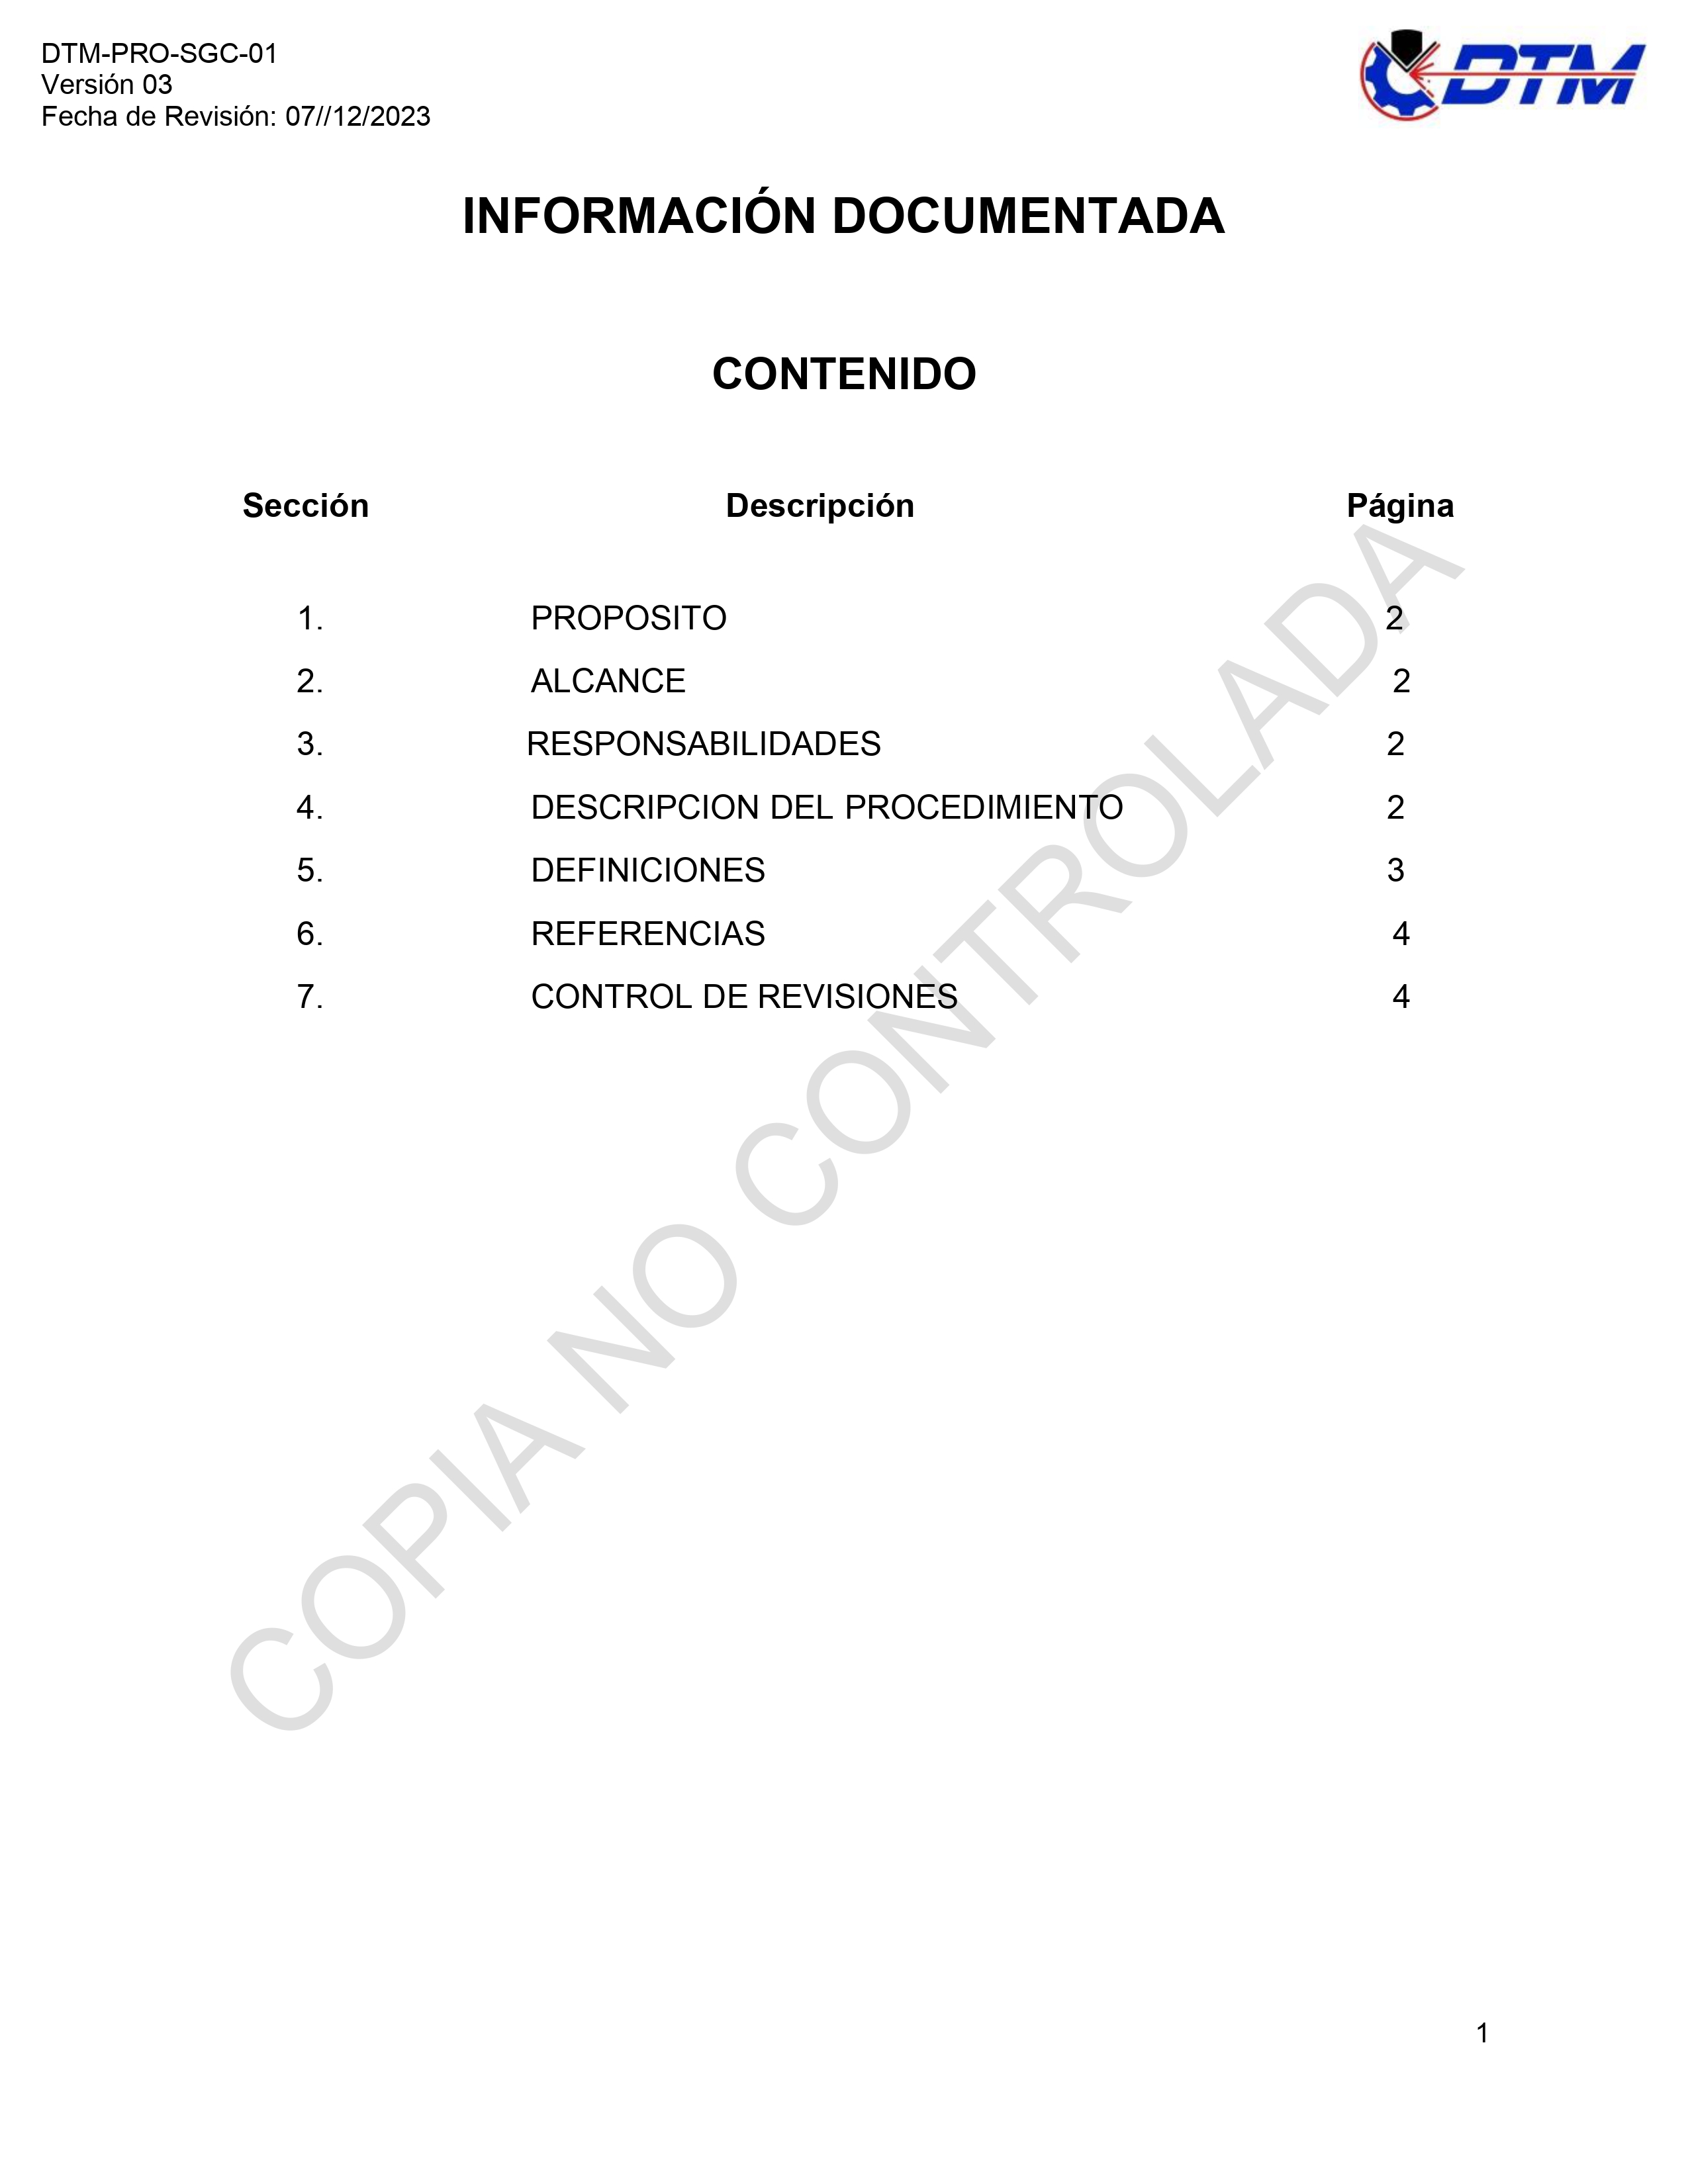 DTM-PRO-SGC-01
Versión 03
Fecha de Revisión: 07//12/2023
DTM
INFORMACIÓN DOCUMENTADA
CONTENIDO
Sección Descripción Página
1. PROPOSITO 2
2. ALCANCE 2
3. RESPONSABILIDADES 2
4. DESCRIPCION DEL PROCEDIMIENTO 2
5. DEFINICIONES 3
6. REFERENCIAS 4
7. CONTROL DE REVISIONES 4
COPIA NO CONTROLADA
1